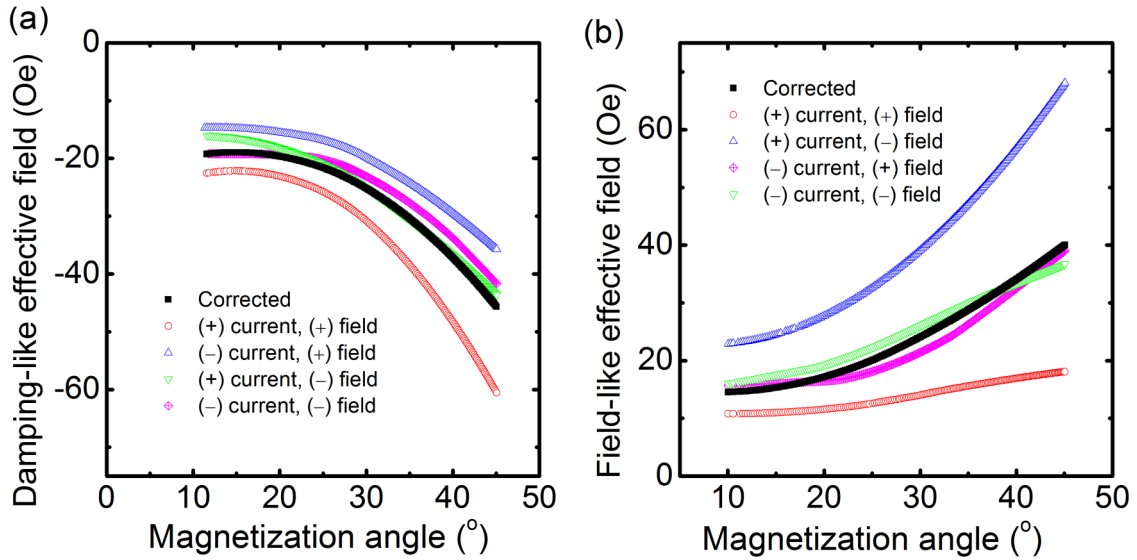 (a)
Damping-like effective field (Oe)
0
-20
-40
-60
Corrected
(+) current, (+) field
(−) current, (+) field
(+) current, (−) field
(−) current, (−) field
0 10 20 30 40 50
Magnetization angle (°)
(b)
Field-like effective field (Oe)
60
40
20
0
Corrected
(+) current, (+) field
(+) current, (−) field
(−) current, (+) field
(−) current, (−) field
10 20 30 40 50
Magnetization angle (°)